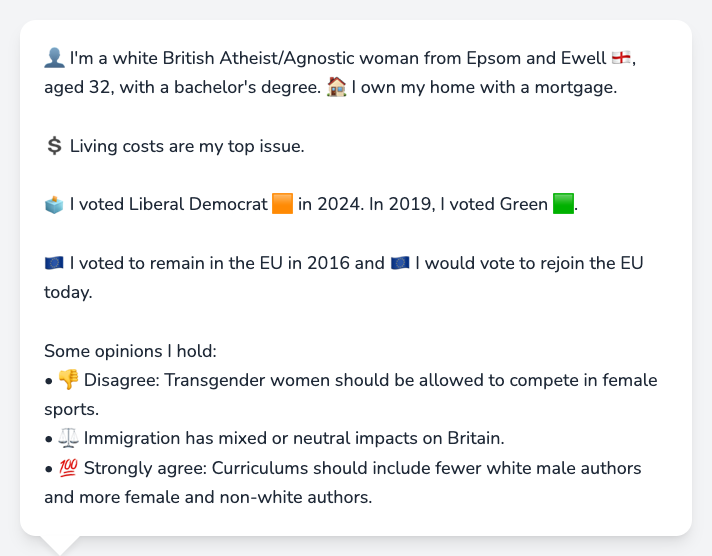 👤 I'm a white British Atheist/Agnostic woman from Epsom and Ewell 🏴󠁧󠁢󠁥󠁮󠁧󠁿,
aged 32, with a bachelor's degree. 🏠 I own my home with a mortgage.
💲 Living costs are my top issue.
🗳️ I voted Liberal Democrat 🟧 in 2024. In 2019, I voted Green 🟩.
🇪🇺 I voted to remain in the EU in 2016 and 🇪🇺 I would vote to rejoin the EU
today.
Some opinions I hold:
• 👎 Disagree: Transgender women should be allowed to compete in female
sports.
• ⚖️ Immigration has mixed or neutral impacts on Britain.
• 💯 Strongly agree: Curriculums should include fewer white male authors
and more female and non-white authors.